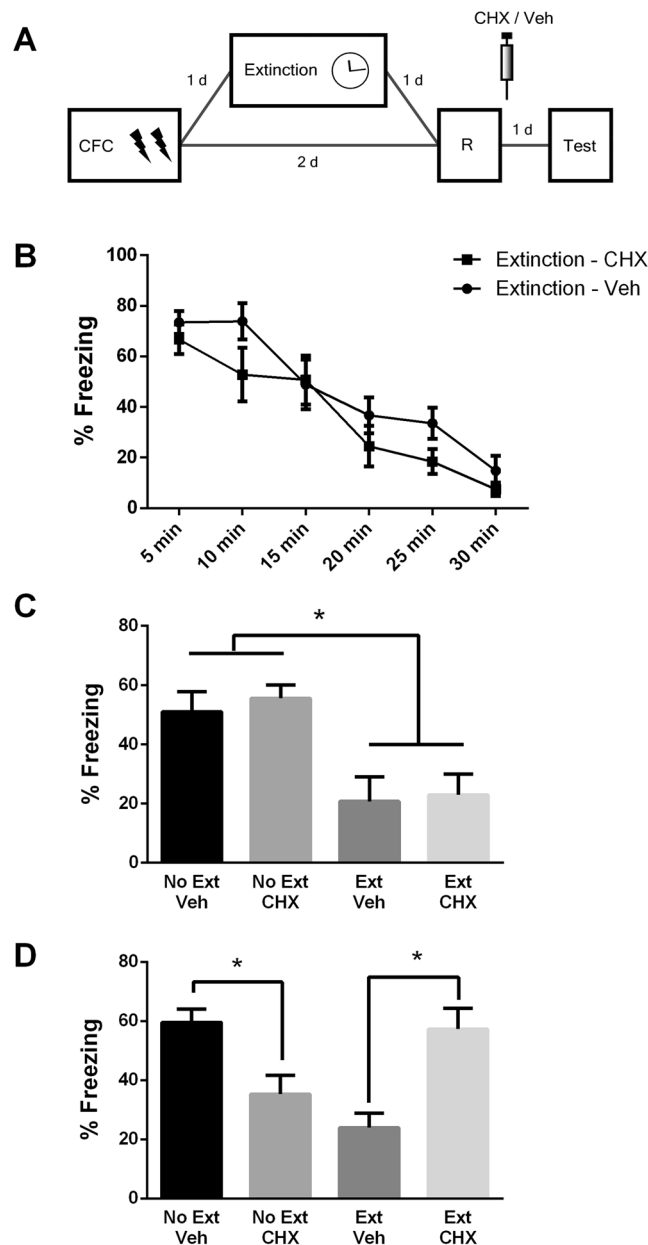 A
CHX / Veh
Extinction
1 d
1 d
CFC
R
1 d
Test
2 d
B
Extinction - CHX
Extinction - Veh
% Freezing
100
80
60
40
20
0
5 min
10 min
15 min
20 min
25 min
30 min
C
% Freezing
80
60
40
20
0
*
No Ext
Veh
No Ext
CHX
Ext
Veh
Ext
CHX
D
% Freezing
80
60
40
20
0
*
*
No Ext
Veh
No Ext
CHX
Ext
Veh
Ext
CHX